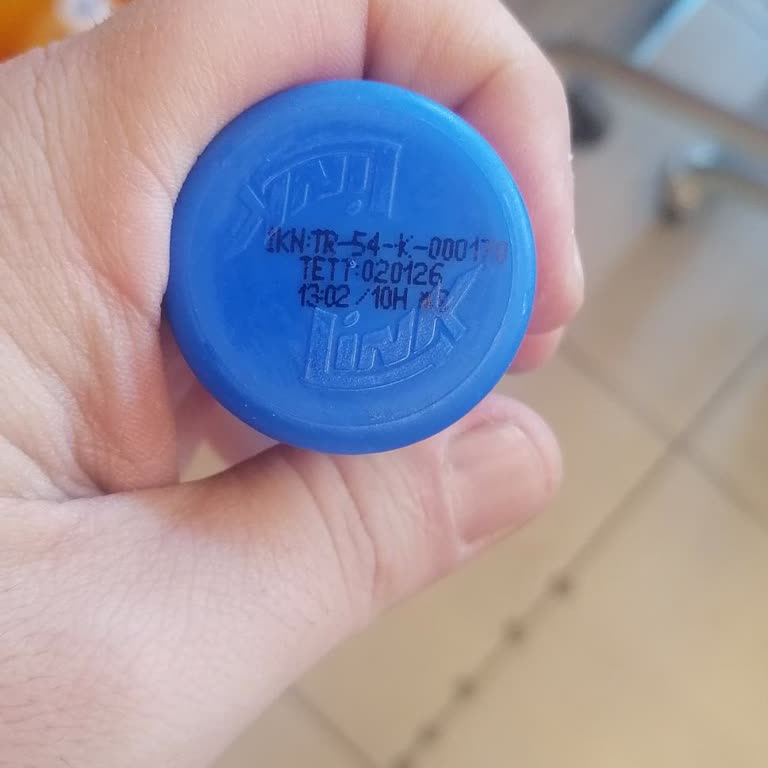 İKN:TR-54-K-000170
TETT:020126
13:02 /10H
link
link